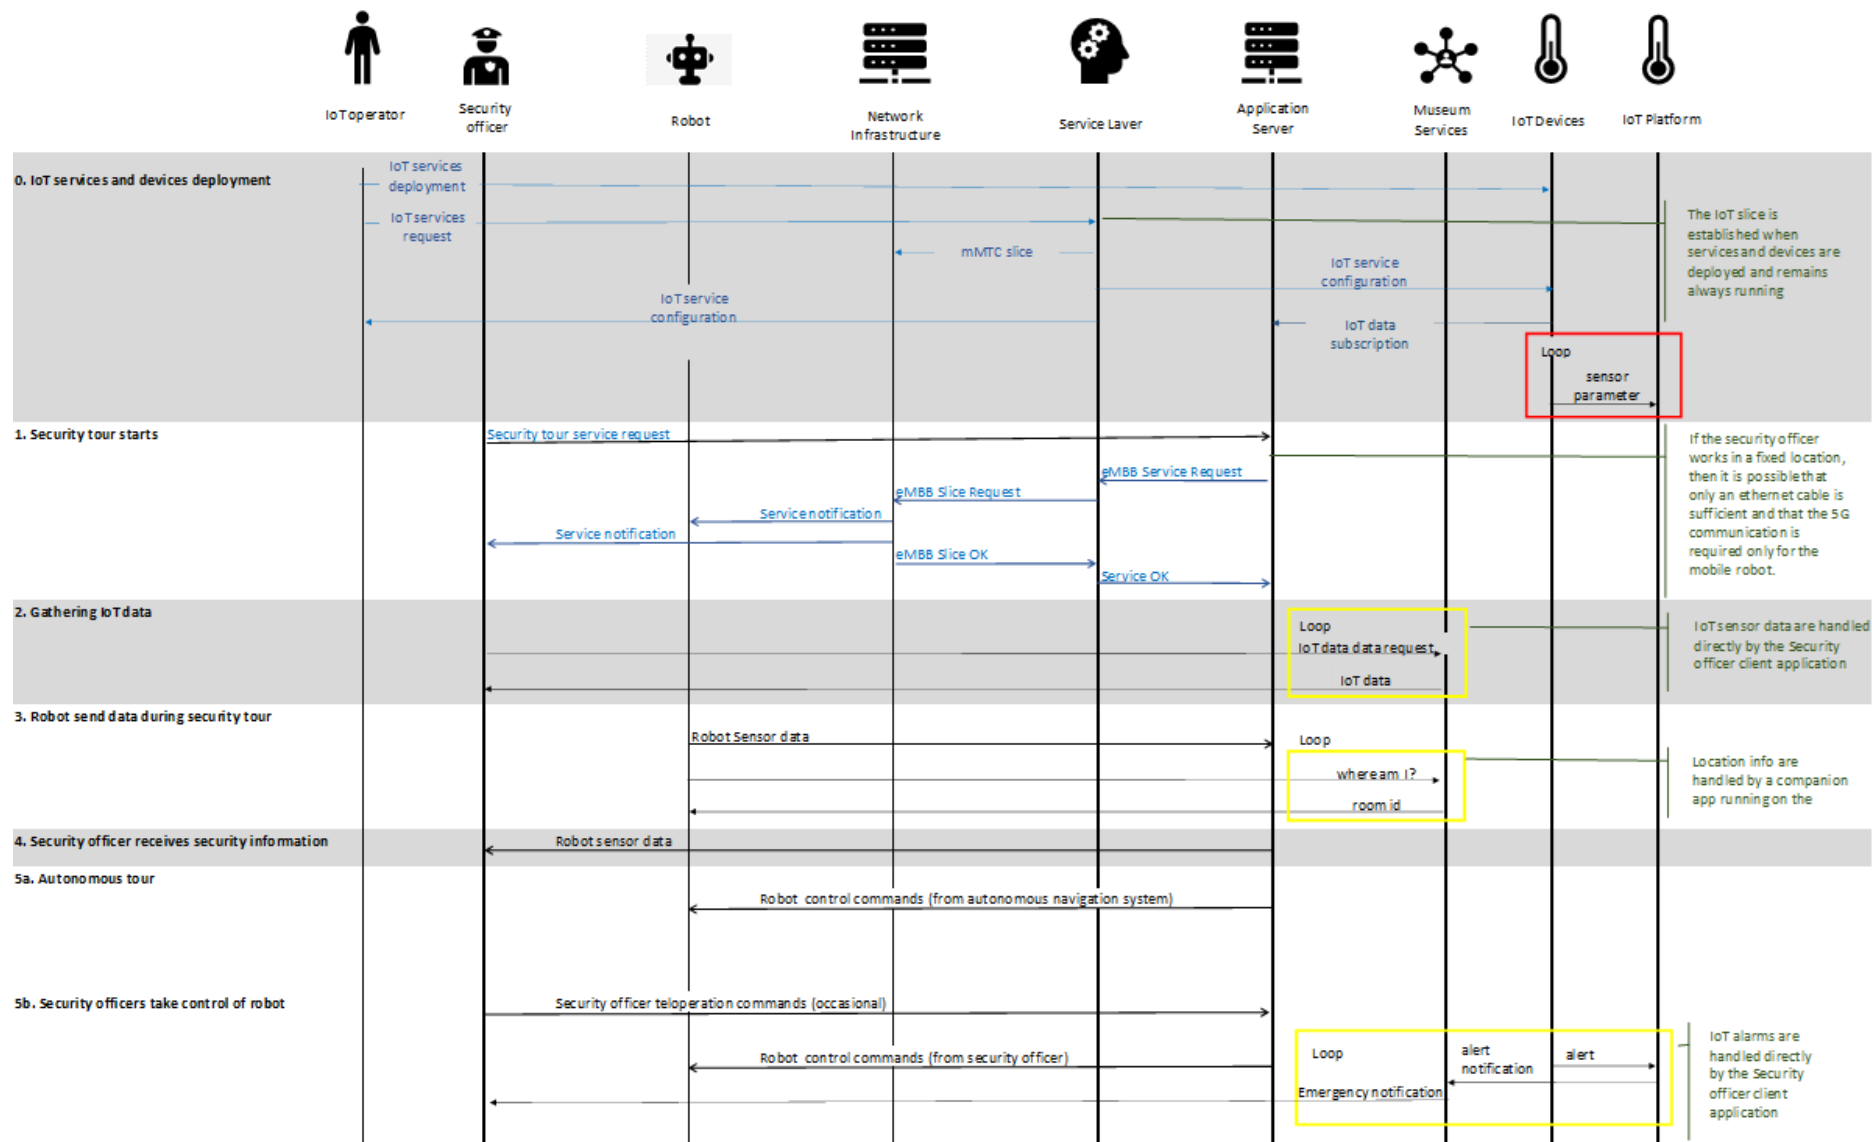 IoT operator
Security
officer
Robot
Network
Infrastructure
Service Laver
Application
Server
Museum
Services
IoT Devices
IoT Platform
0. IoT services and devices deployment
IoT services
deployment
IoT services
request
mMTC slice
IoT service
configuration
IoT service
configuration
IoT data
subscription
The IoT slice is
established when
services and devices are
deployed and remains
always running
Loop
sensor
parameter
1. Security tour starts
Security tour service request
eMBB Service Request
eMBB Slice Request
Service notification
Service notification
eMBB Slice OK
Service OK
If the security officer
works in a fixed location,
then it is possible that
only an ethernet cable is
sufficient and that the 5G
communication is
required only for the
mobile robot.
2. Gathering IoT data
Loop
IoT data data request
IoT data
IoT sensor data are handled
directly by the Security
officer client application
3. Robot send data during security tour
Robot Sensor data
Loop
where am I?
room id
Location info are
handled by a companion
app running on the
4. Security officer receives security information
Robot sensor data
5a. Autonomous tour
Robot control commands (from autonomous navigation system)
5b. Security officers take control of robot
Security officer teloperation commands (occasional)
Robot control commands (from security officer)
Loop
alert
notification
alert
Emergency notification
IoT alarms are
handled directly
by the Security
officer client
application